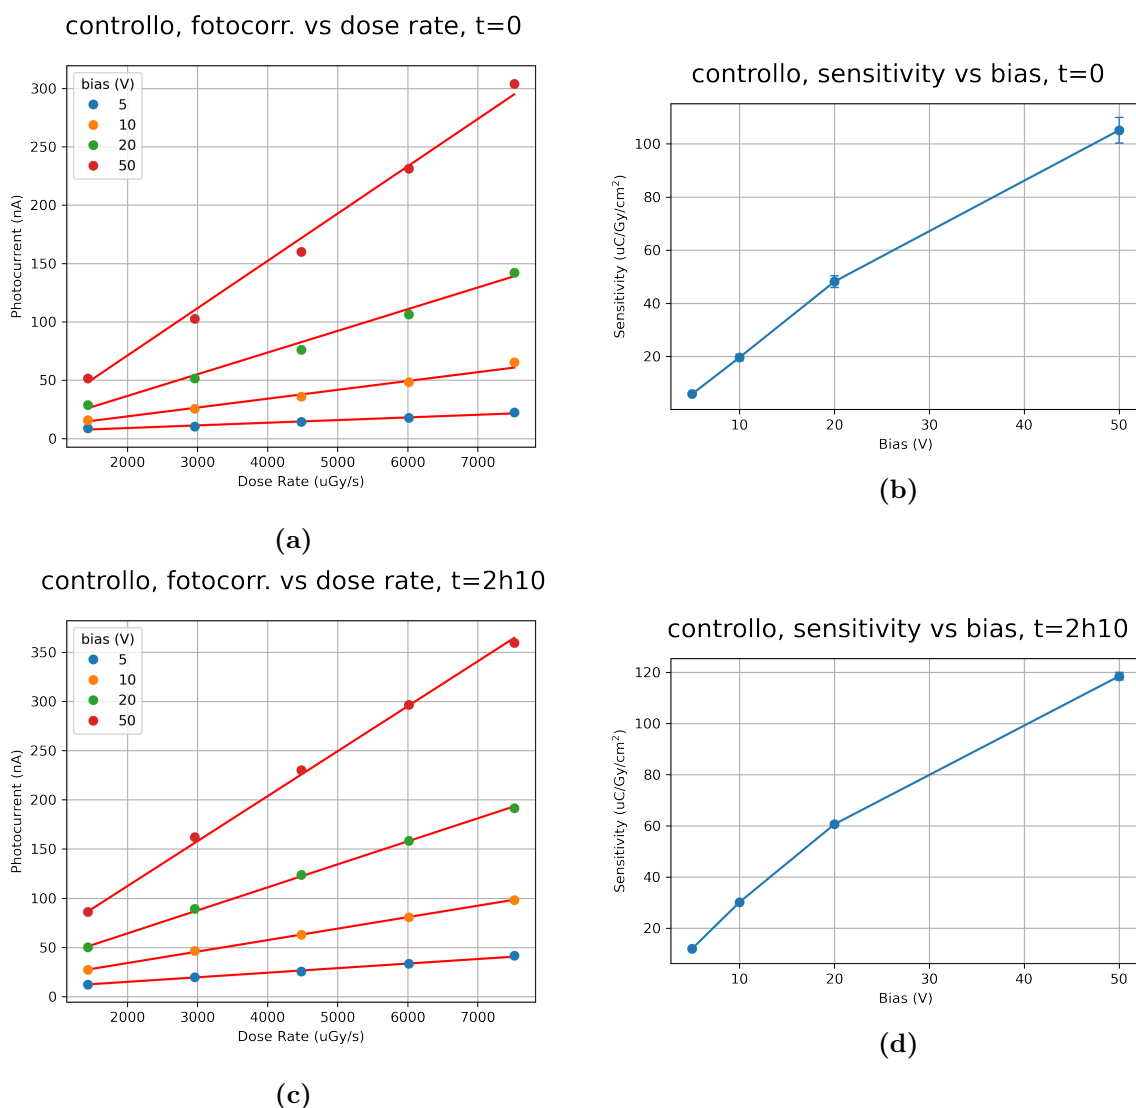 controllo, fotocorr. vs dose rate, t=0
bias (V)
5
10
20
50
300
250
200
150
100
50
0
Photocurrent (nA)
2000 3000 4000 5000 6000 7000
Dose Rate (uGy/s)
(a)
controllo, sensitivity vs bias, t=0
100
80
60
40
20
Sensitivity (uC/Gy/cm²)
10 20 30 40 50
Bias (V)
(b)
controllo, fotocorr. vs dose rate, t=2h10
bias (V)
5
10
20
50
350
300
250
200
150
100
50
0
Photocurrent (nA)
2000 3000 4000 5000 6000 7000
Dose Rate (uGy/s)
(c)
controllo, sensitivity vs bias, t=2h10
120
100
80
60
40
20
Sensitivity (uC/Gy/cm²)
10 20 30 40 50
Bias (V)
(d)